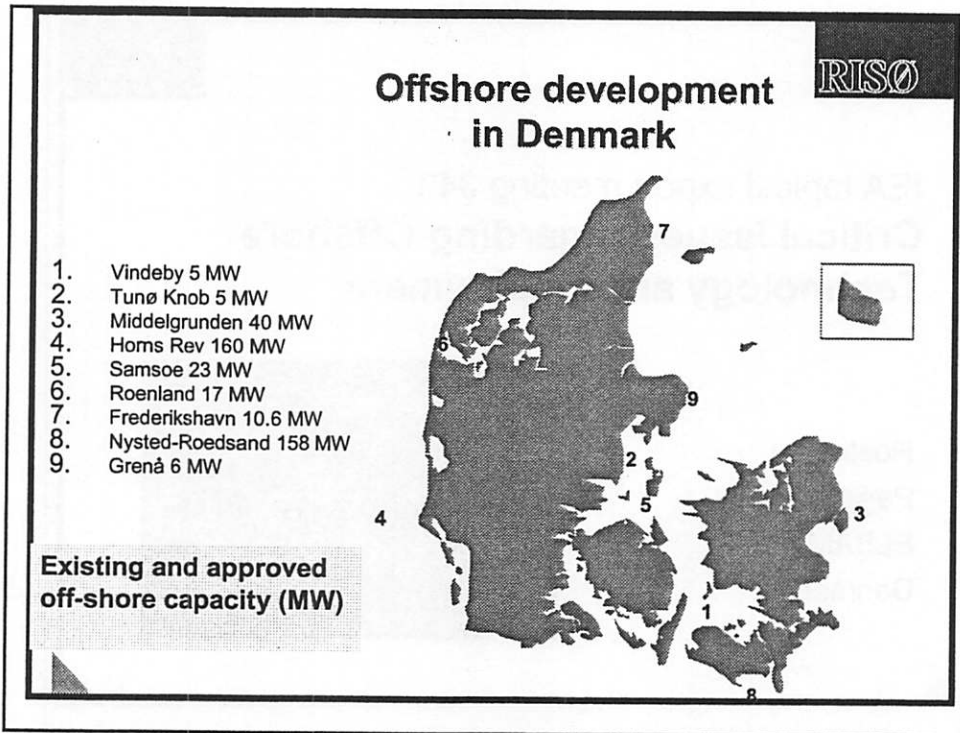 RISØ
Offshore development
in Denmark
1. Vindeby 5 MW
2. Tunø Knob 5 MW
3. Middelgrunden 40 MW
4. Horns Rev 160 MW
5. Samsoe 23 MW
6. Roenland 17 MW
7. Frederikshavn 10.6 MW
8. Nysted-Roedsand 158 MW
9. Grenå 6 MW
7
6
9
2
5
4
3
1
8
Existing and approved
off-shore capacity (MW)